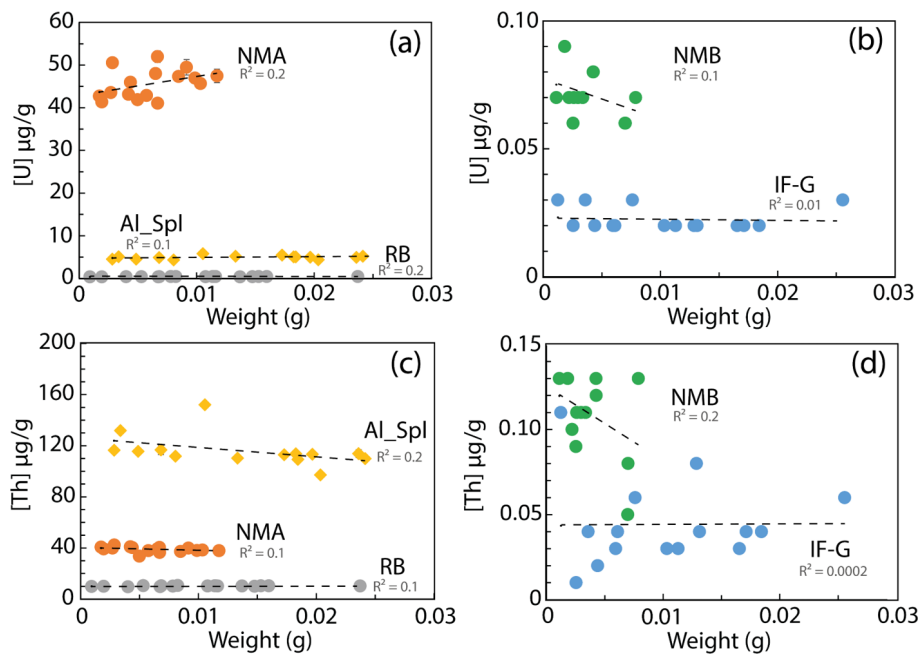 60
50
40
30
20
10
0
[U] µg/g
(a)
NMA
R² = 0.2
Al_Spl
R² = 0.1
RB
R² = 0.2
0
0.01
0.02
0.03
Weight (g)
0.10
0.05
0
[U] µg/g
(b)
NMB
R² = 0.1
IF-G
R² = 0.01
0
0.01
0.02
0.03
Weight (g)
200
160
120
80
40
0
[Th] µg/g
(c)
Al_Spl
R² = 0.2
NMA
R² = 0.1
RB
R² = 0.1
0
0.01
0.02
0.03
Weight (g)
0.15
0.10
0.05
0
[Th] µg/g
(d)
NMB
R² = 0.2
IF-G
R² = 0.0002
0
0.01
0.02
0.03
Weight (g)